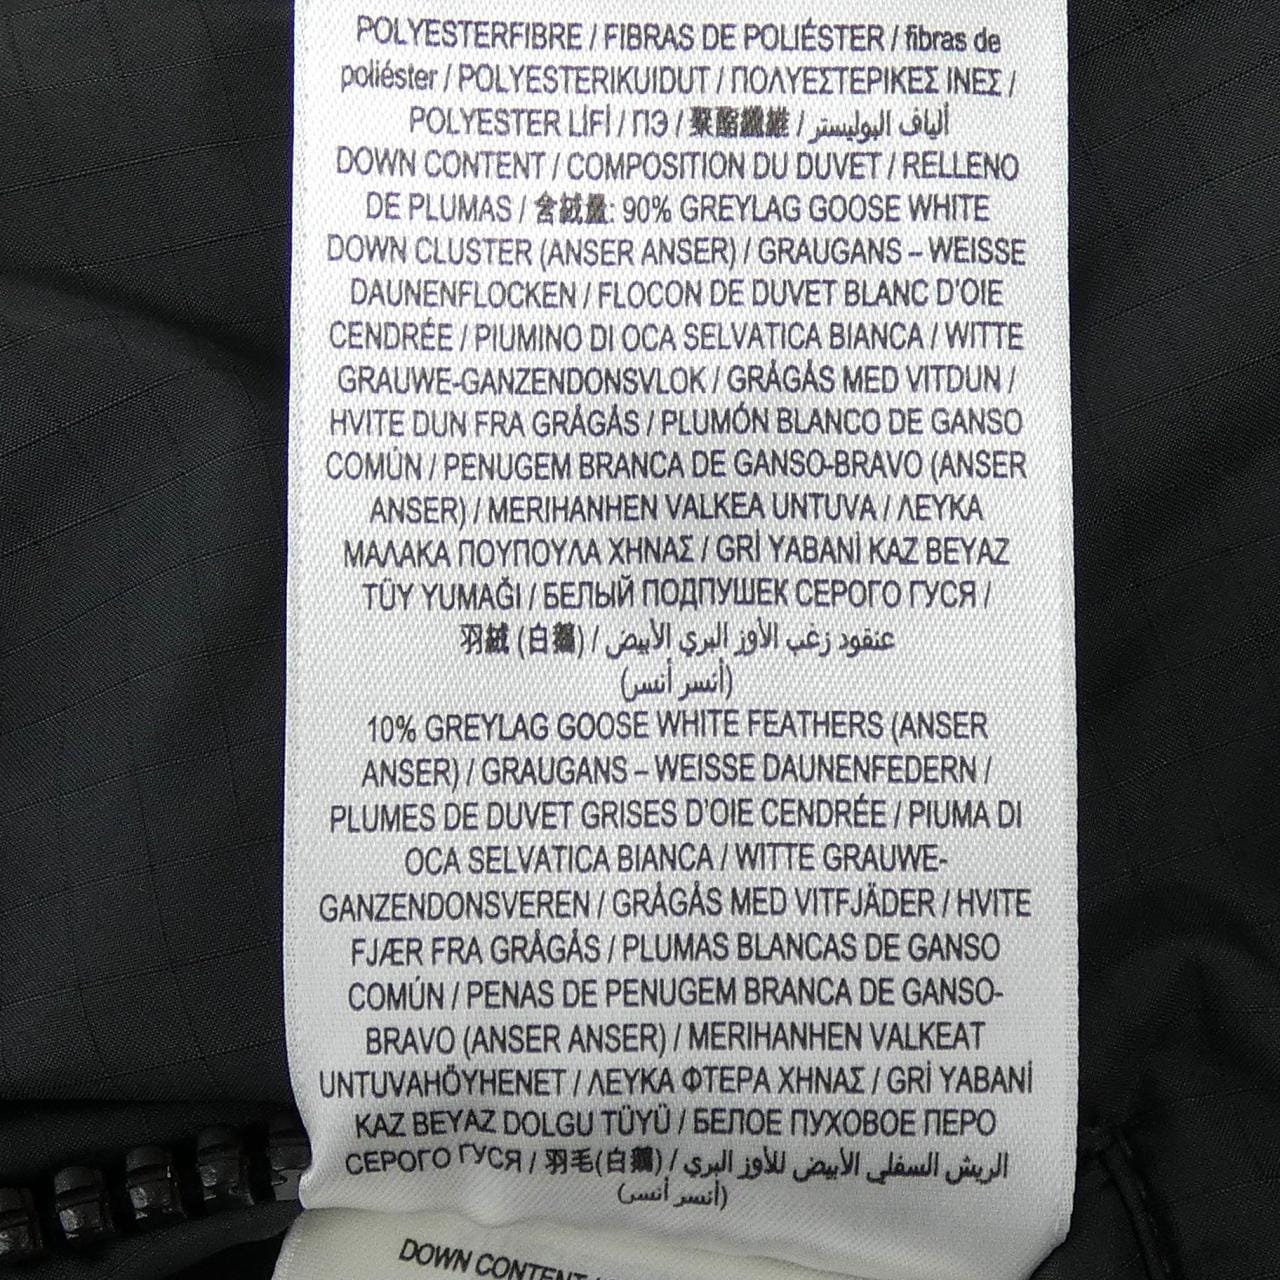 POLYESTERFIBRE / FIBRAS DE POLIÉSTER / fibras de
poliéster / POLYESTERIKUIDUT / ΠΟΛΥΕΣΤΕΡΙΚΕΣ ΙΝΕΣ /
POLYESTER LİFİ / ПЭ / 聚酯纖維 / ألياف البوليستر
DOWN CONTENT / COMPOSITION DU DUVET / RELLENO
DE PLUMAS / 含絨量: 90% GREYLAG GOOSE WHITE
DOWN CLUSTER (ANSER ANSER) / GRAUGANS – WEISSE
DAUNENFLOCKEN / FLOCON DE DUVET BLANC D'OIE
CENDRÉE / PIUMINO DI OCA SELVATICA BIANCA / WITTE
GRAUWE-GANZENDONSVLOK / GRÅGÅS MED VITDUN /
HVITE DUN FRA GRÅGÅS / PLUMÓN BLANCO DE GANSO
COMÚN / PENUGEM BRANCA DE GANSO-BRAVO (ANSER
ANSER) / MERIHANHEN VALKEA UNTUVA / ΛΕΥΚΑ
ΜΑΛΑΚΑ ΠΟΥΠΟΥΛΑ ΧΗΝΑΣ / GRİ YABANİ KAZ BEYAZ
TÜY YUMAĞI / БЕЛЫЙ ПОДПУШЕК СЕРОГО ГУСЯ /
羽絨 (白鵝) / عنقود زغب الأوز البري الأبيض
(أنسر أنسر)
10% GREYLAG GOOSE WHITE FEATHERS (ANSER
ANSER) / GRAUGANS – WEISSE DAUNENFEDERN /
PLUMES DE DUVET GRISES D'OIE CENDRÉE / PIUMA DI
OCA SELVATICA BIANCA / WITTE GRAUWE-
GANZENDONSVEREN / GRÅGÅS MED VITFJÄDER / HVITE
FJÆR FRA GRÅGÅS / PLUMAS BLANCAS DE GANSO
COMÚN / PENAS DE PENUGEM BRANCA DE GANSO-
BRAVO (ANSER ANSER) / MERIHANHEN VALKEAT
UNTUVAHÖYHENET / ΛΕΥΚΑ ΦΤΕΡΑ ΧΗΝΑΣ / GRİ YABANİ
KAZ BEYAZ DOLGU TÜYÜ / БЕЛОЕ ПУХОВОЕ ПЕРО
СЕРОГО ГУСЯ / 羽毛(白鵝) / الريش السفلي الأبيض للأوز البري
(أنسر أنسر)
DOWN CONTENT